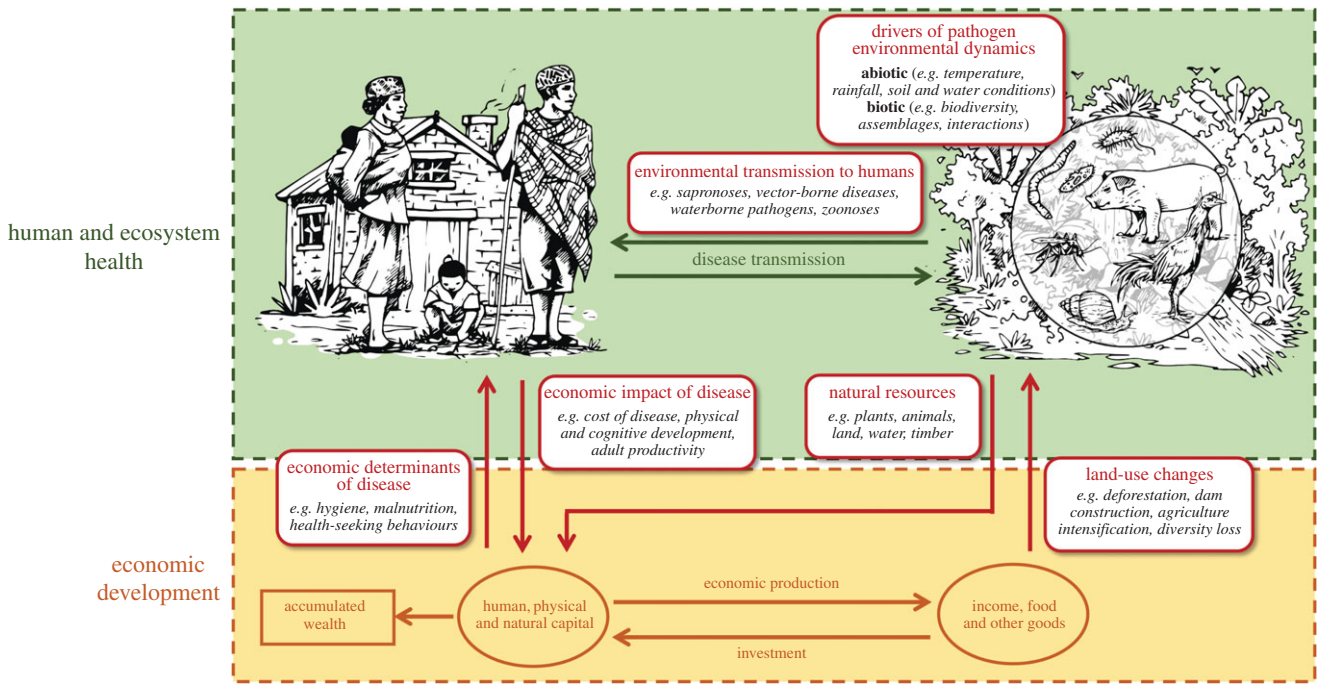 drivers of pathogen
environmental dynamics
abiotic (e.g. temperature,
rainfall, soil and water conditions)
biotic (e.g. biodiversity,
assemblages, interactions)
environmental transmission to humans
e.g. sapronoses, vector-borne diseases,
waterborne pathogens, zoonoses
human and ecosystem
health
disease transmission
economic impact of disease
e.g. cost of disease, physical
and cognitive development,
adult productivity
natural resources
e.g. plants, animals,
land, water, timber
economic determinants
of disease
e.g. hygiene, malnutrition,
health-seeking behaviours
land-use changes
e.g. deforestation, dam
construction, agriculture
intensification, diversity loss
economic
development
accumulated
wealth
human, physical
and natural capital
economic production
investment
income, food
and other goods